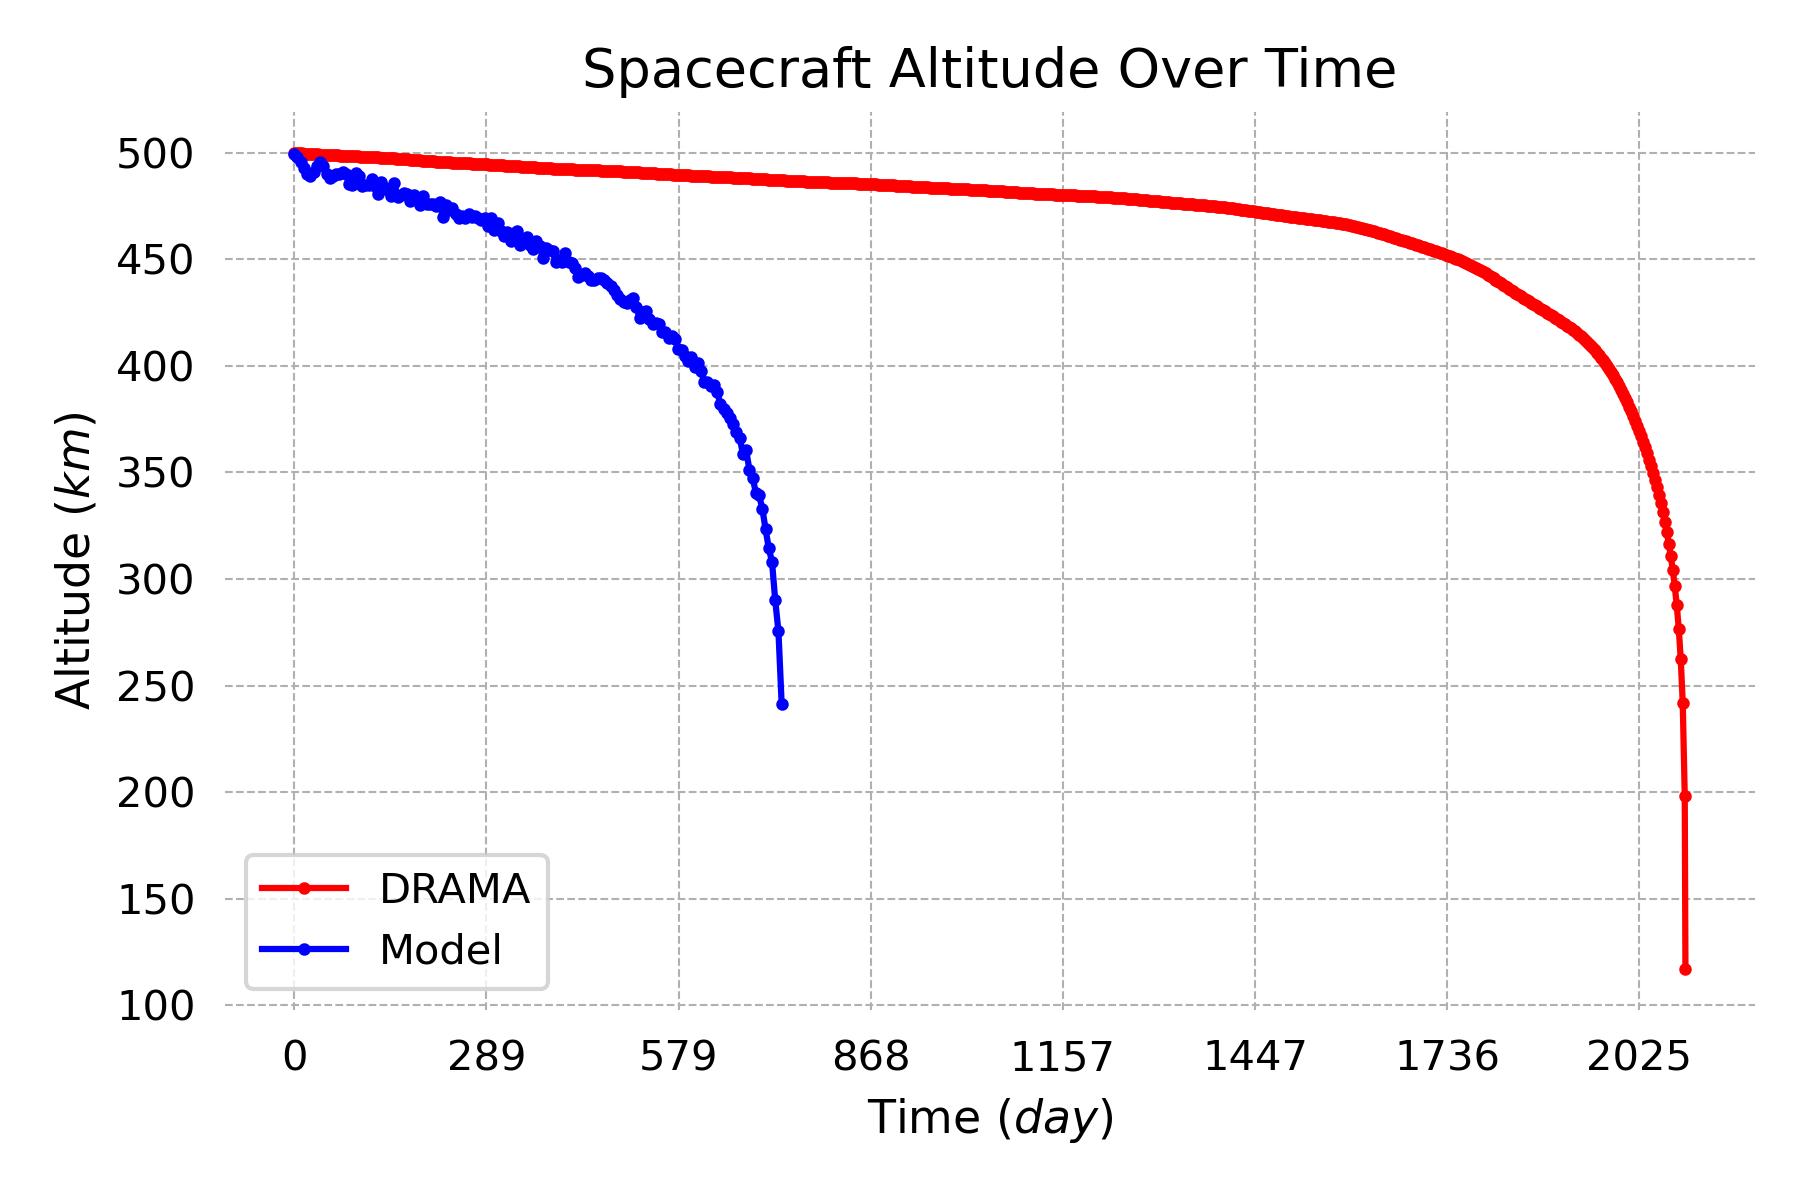 Spacecraft Altitude Over Time
Altitude (km)
500
450
400
350
300
250
200
150
100
DRAMA
Model
0 289 579 868 1157 1447 1736 2025
Time (day)